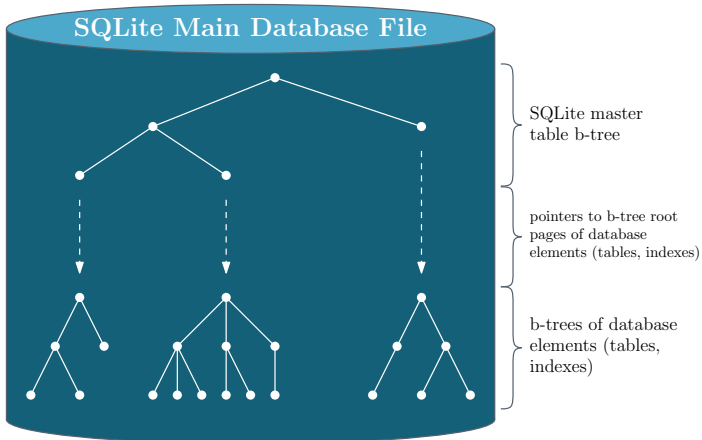 SQLite Main Database File
SQLite master
table b-tree
pointers to b-tree root
pages of database
elements (tables, indexes)
b-trees of database
elements (tables,
indexes)